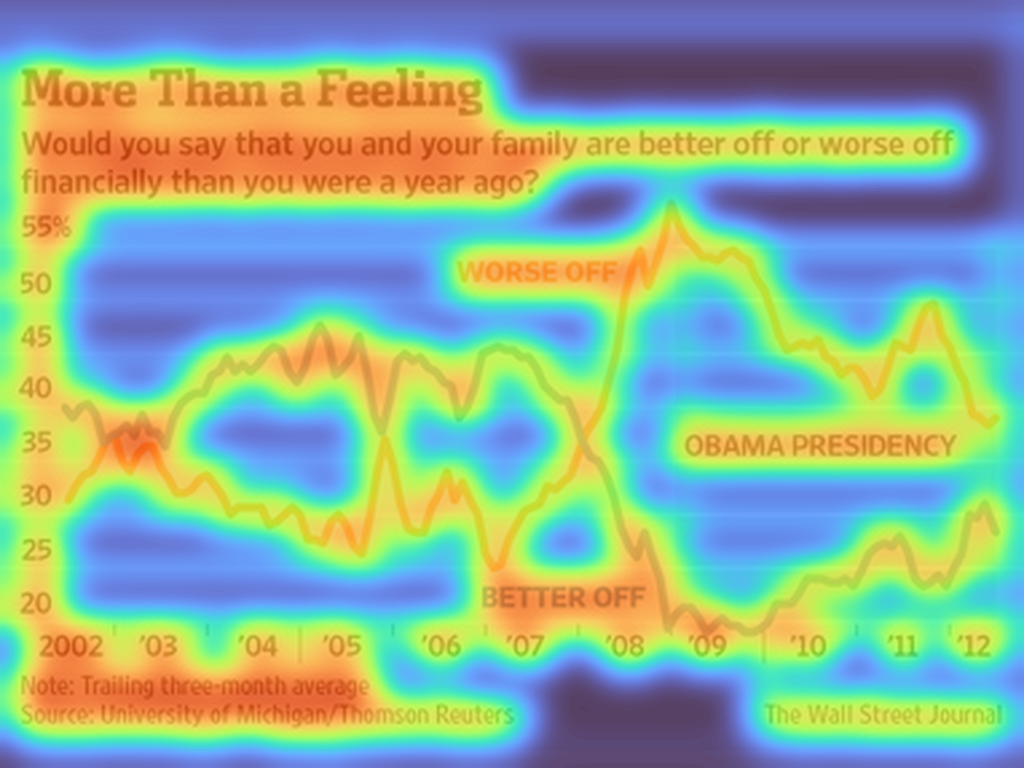 More Than a Feeling
Would you say that you and your family are better off or worse off
financially than you were a year ago?
55%
50
WORSE OFF
45
40
35
OBAMA PRESIDENCY
30
25
20
BETTER OFF
2002 '03 '04 '05 '06 '07 '08 '09 '10 '11 '12
Note: Trailing three-month average
Source: University of Michigan/Thomson Reuters
The Wall Street Journal